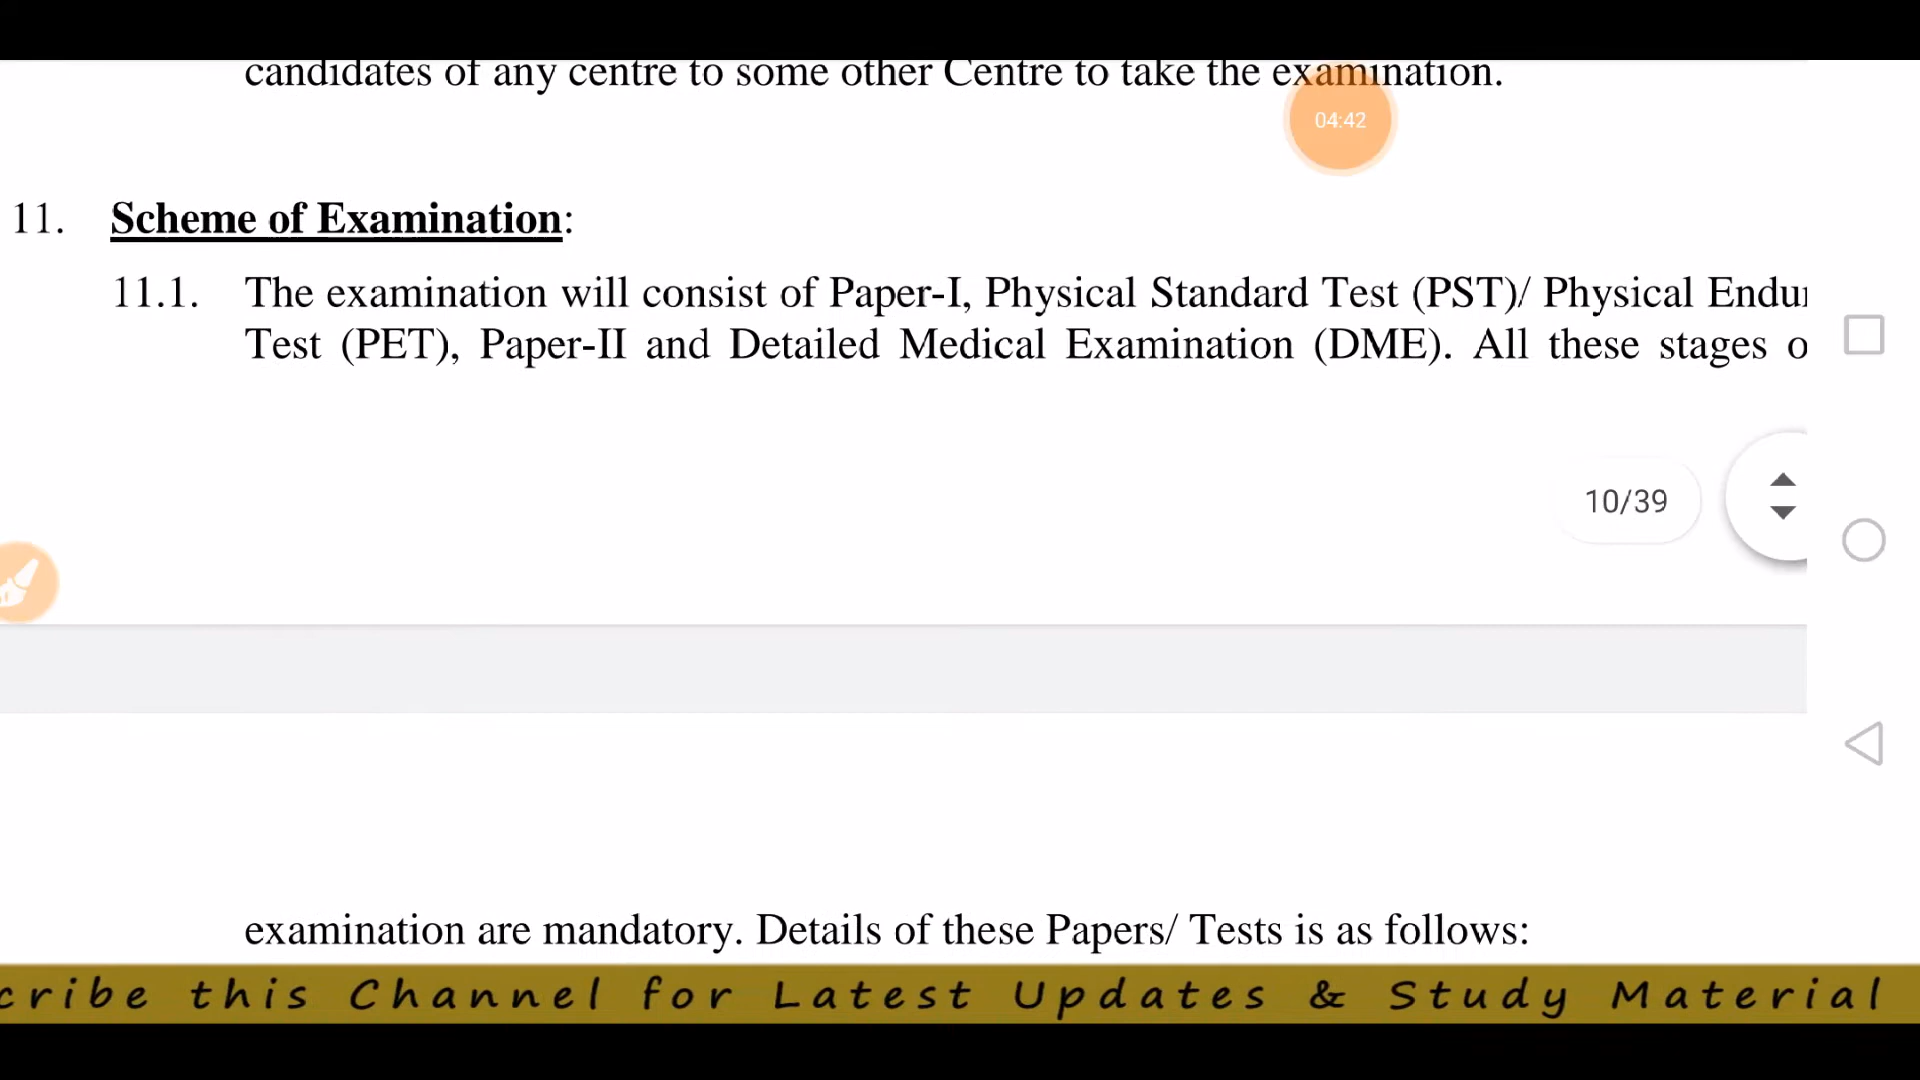 candidates of any centre to some other Centre to take the examination.
04:42
11. Scheme of Examination:
11.1. The examination will consist of Paper-I, Physical Standard Test (PST)/ Physical
Test (PET), Paper-II and Detailed Medical Examination (DME). All these stages
10/39
examination are mandatory. Details of these Papers/ Tests is as follows:
this Channel for Latest Updates & Study Material